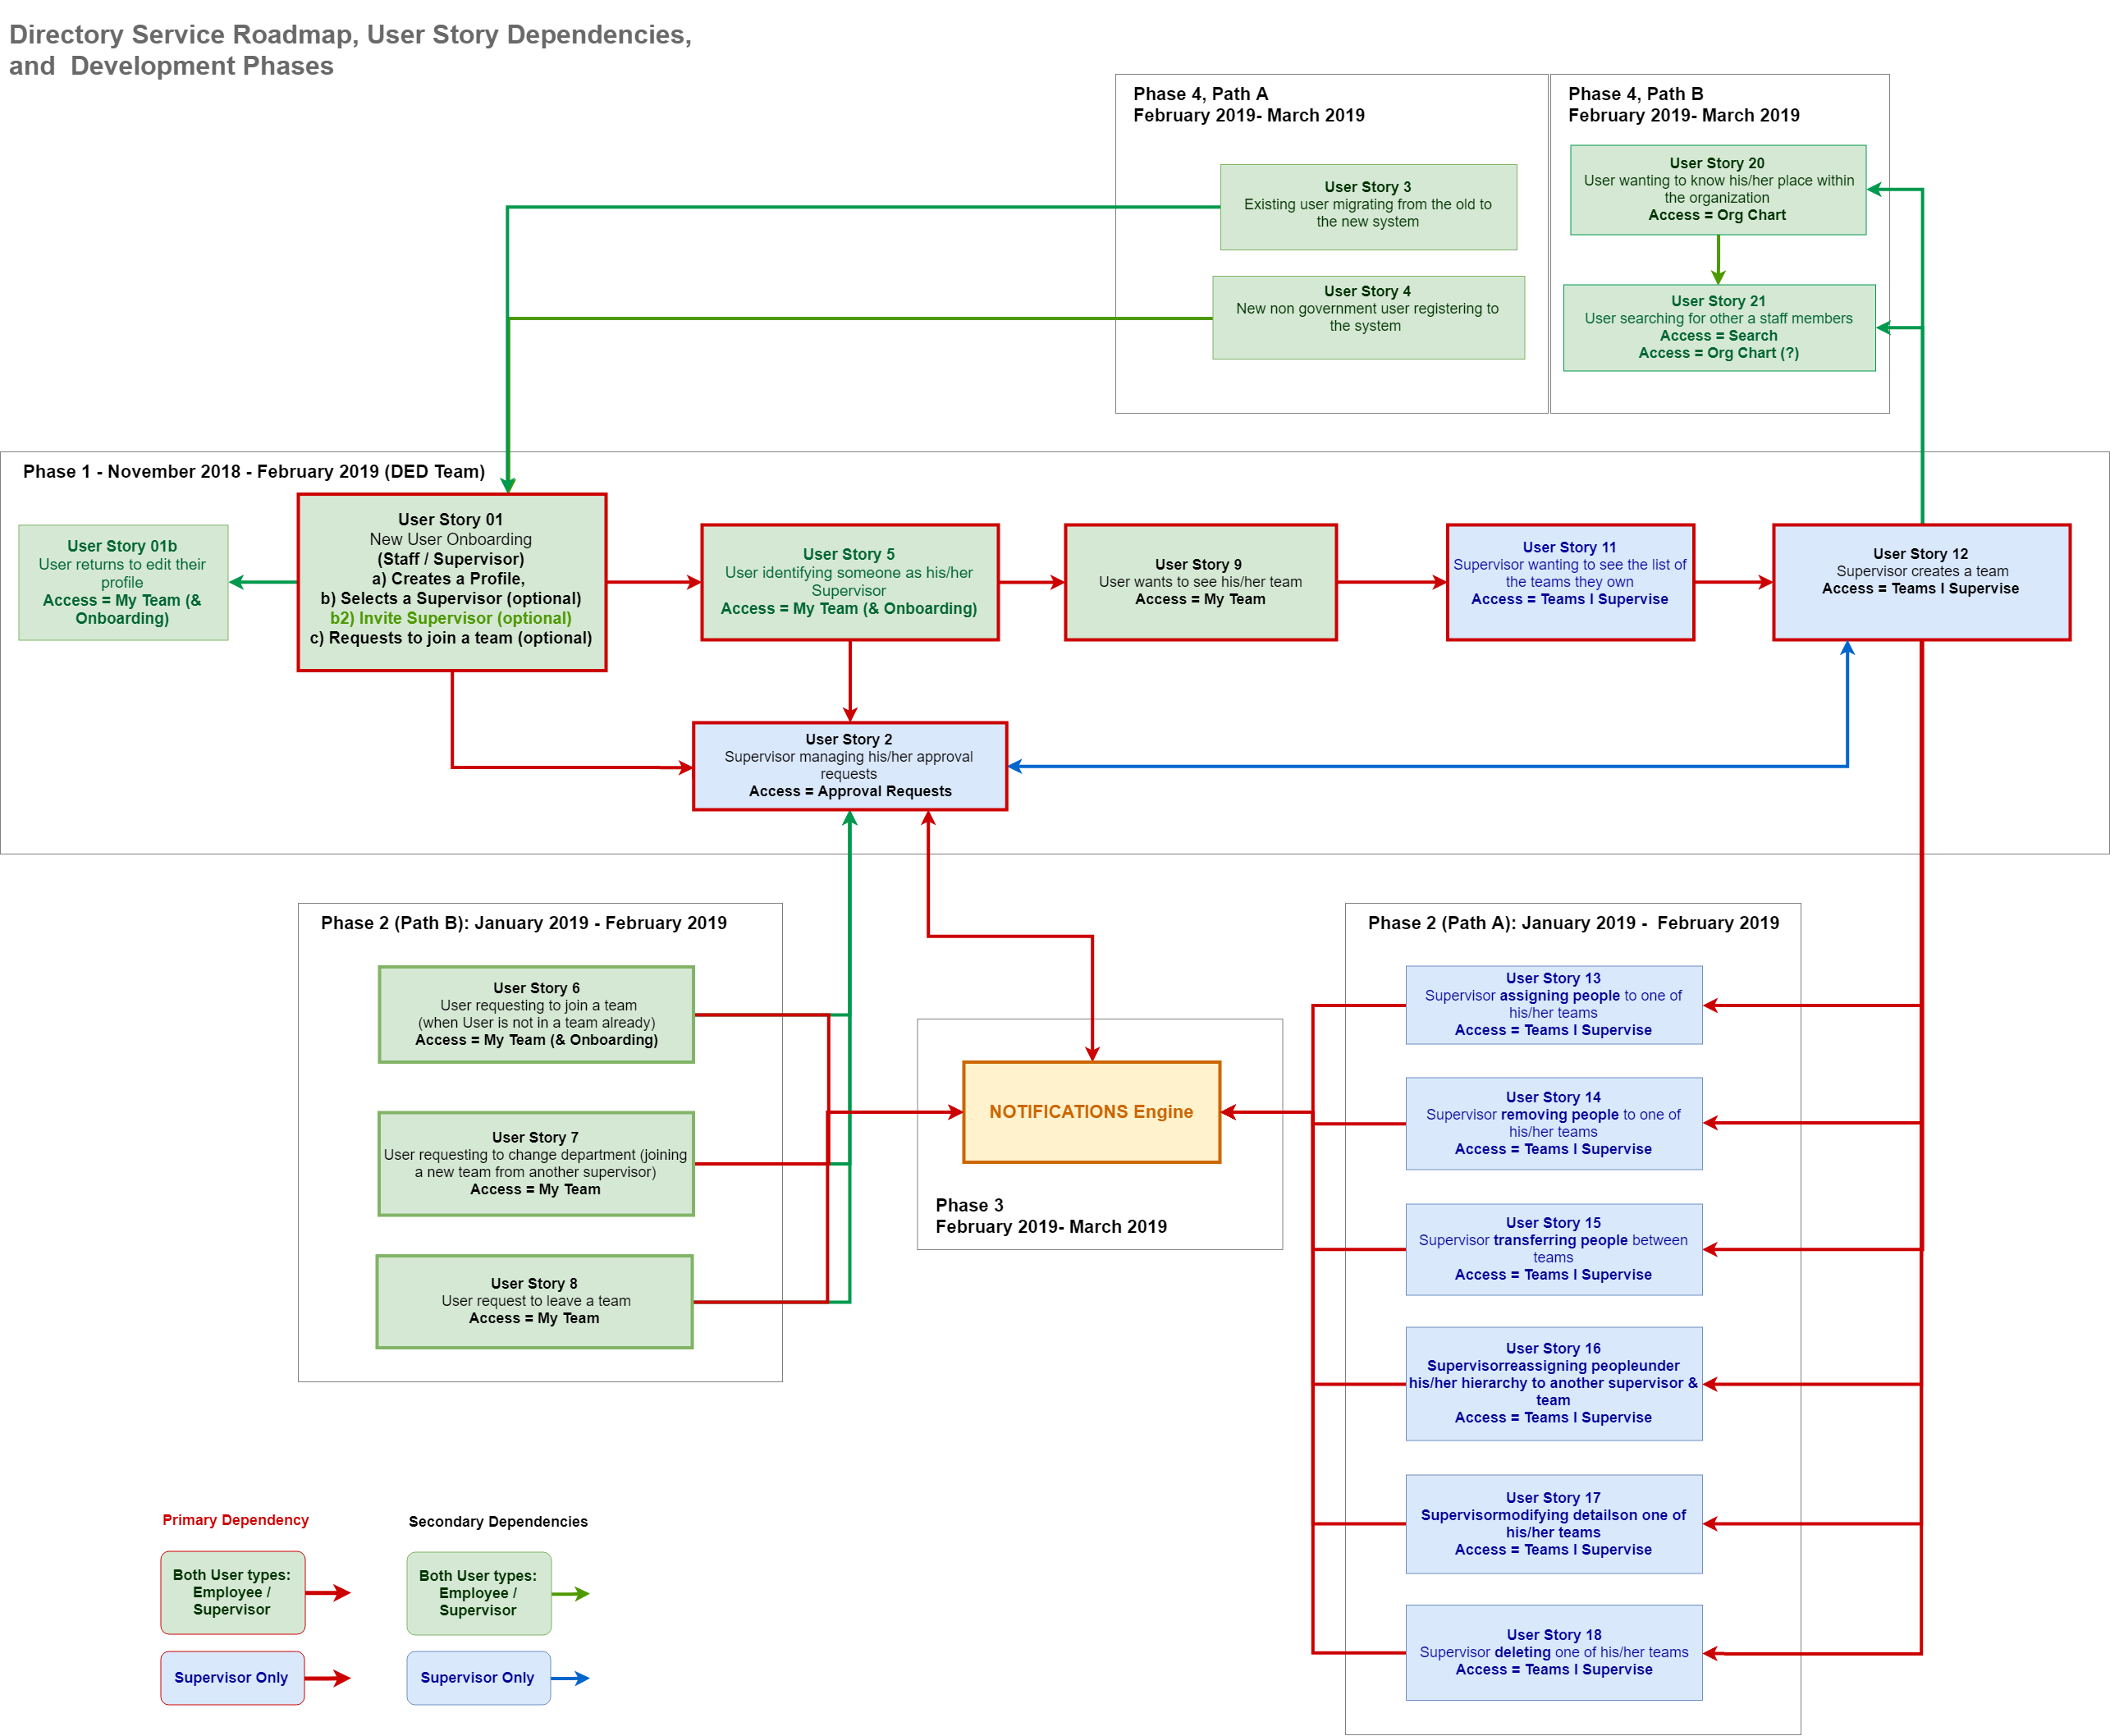 Directory Service Roadmap, User Story Dependencies,
and  Development Phases
Phase 4, Path A
February 2019- March 2019
User Story 3
Existing user migrating from the old to
the new system
User Story 4
New non government user registering to
the system
Phase 4, Path B
February 2019- March 2019
User Story 20
User wanting to know his/her place within
the organization
Access = Org Chart
User Story 21
User searching for other a staff members
Access = Search
Access = Org Chart (?)
Phase 1 - November 2018 - February 2019 (DED Team)
User Story 01b
User returns to edit their
profile
Access = My Team (&
Onboarding)
User Story 01
New User Onboarding
(Staff / Supervisor)
a) Creates a Profile,
b) Selects a Supervisor (optional)
b2) Invite Supervisor (optional)
c) Requests to join a team (optional)
User Story 5
User identifying someone as his/her
Supervisor
Access = My Team (& Onboarding)
User Story 9
User wants to see his/her team
Access = My Team
User Story 11
Supervisor wanting to see the list of
the teams they own
Access = Teams I Supervise
User Story 12
Supervisor creates a team
Access = Teams I Supervise
User Story 2
Supervisor managing his/her approval
requests
Access = Approval Requests
Phase 2 (Path B): January 2019 - February 2019
User Story 6
User requesting to join a team
(when User is not in a team already)
Access = My Team (& Onboarding)
User Story 7
User requesting to change department (joining
a new team from another supervisor)
Access = My Team
User Story 8
User request to leave a team
Access = My Team
NOTIFICATIONS Engine
Phase 3
February 2019- March 2019
Phase 2 (Path A): January 2019 -  February 2019
User Story 13
Supervisor assigning people to one of
his/her teams
Access = Teams I Supervise
User Story 14
Supervisor removing people to one of
his/her teams
Access = Teams I Supervise
User Story 15
Supervisor transferring people between
teams
Access = Teams I Supervise
User Story 16
Supervisorreassigning peopleunder
his/her hierarchy to another supervisor &
team
Access = Teams I Supervise
User Story 17
Supervisormodifying detailson one of
his/her teams
Access = Teams I Supervise
User Story 18
Supervisor deleting one of his/her teams
Access = Teams I Supervise
Primary Dependency
Both User types:
Employee /
Supervisor
Supervisor Only
Secondary Dependencies
Both User types:
Employee /
Supervisor
Supervisor Only